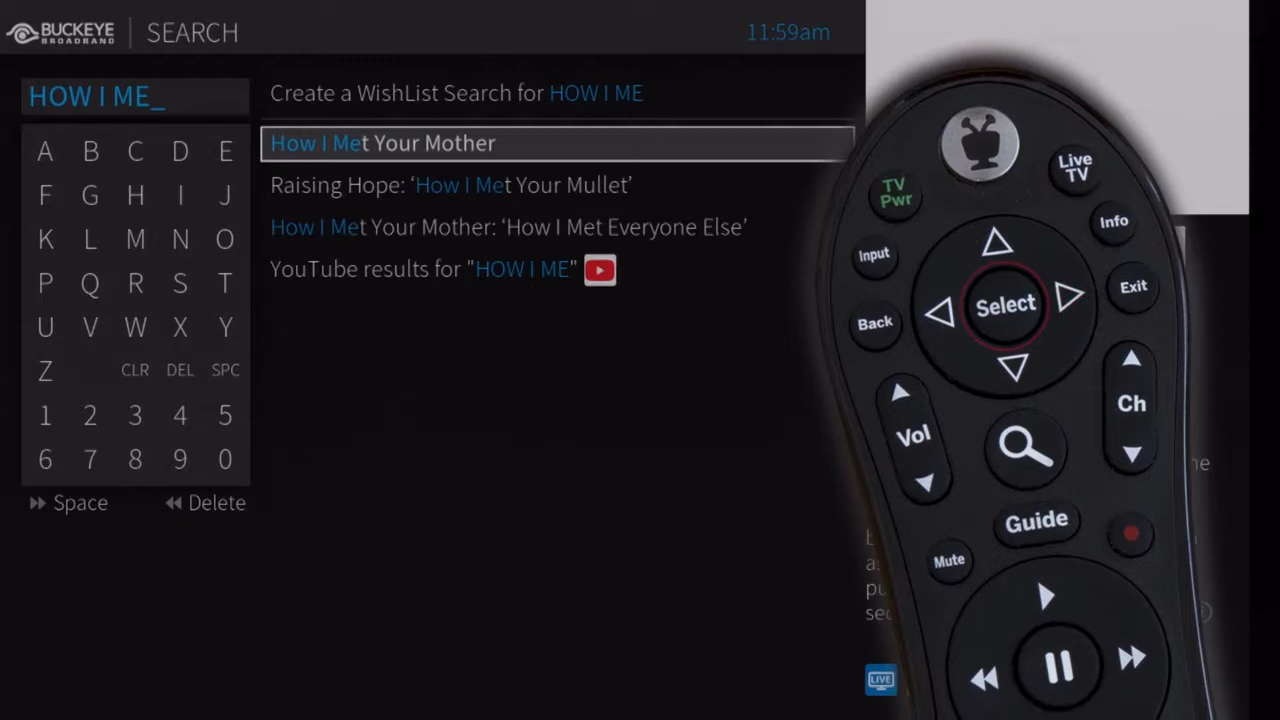 BUCKEYE
BROADBAND
SEARCH
11:59am
HOW I ME_
A B C D E
F G H I J
K L M N O
P Q R S T
U V W X Y
Z CLR DEL SPC
1 2 3 4 5
6 7 8 9 0
Space Delete
Create a WishList Search for HOW I ME
How I Met Your Mother
Raising Hope: ‘How I Met Your Mullet’
How I Met Your Mother: ‘How I Met Everyone Else’
YouTube results for "HOW I ME"
LIVE
TV
Pwr
Live
TV
Input
Info
Select
Back
Exit
Vol
Ch
Guide
Mute